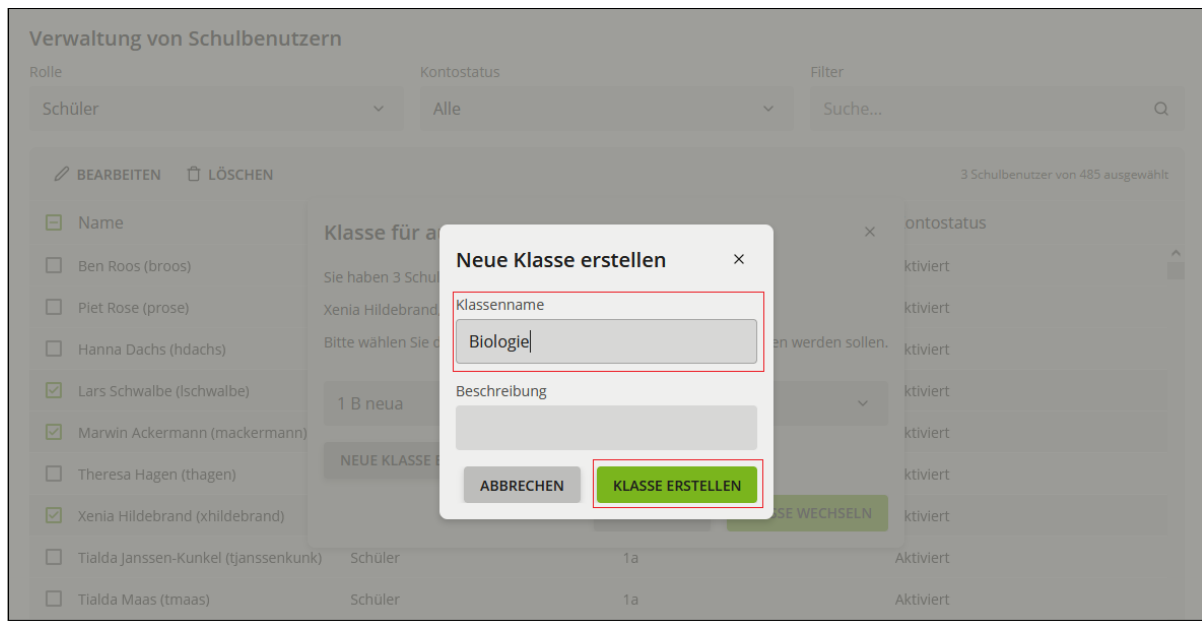 Verwaltung von Schulbenutzern
Rolle Kontostatus Filter
Schüler Alle Suche...
BEARBEITEN LÖSCHEN 3 Schulbenutzer von 485 ausgewählt
Name ontostatus
Klasse für a
Neue Klasse erstellen
Ben Roos (broos) ktiviert
Sie haben 3 Schul
Klassenname
Piet Rose (prose) Xenia Hildebrand, ktiviert
Biologie
Hanna Dachs (hdachs) Bitte wählen Sie d en werden sollen. ktiviert
Lars Schwalbe (lschwalbe) ktiviert
Beschreibung
1 B neua
Marwin Ackermann (mackermann) ktiviert
NEUE KLASSE E
Theresa Hagen (thagen) ktiviert
ABBRECHEN KLASSE ERSTELLEN
Xenia Hildebrand (xhildebrand) SE WECHSELN ktiviert
Tialda Janssen-Kunkel (tjanssenkunk) Schüler 1a Aktiviert
Tialda Maas (tmaas) Schüler 1a Aktiviert